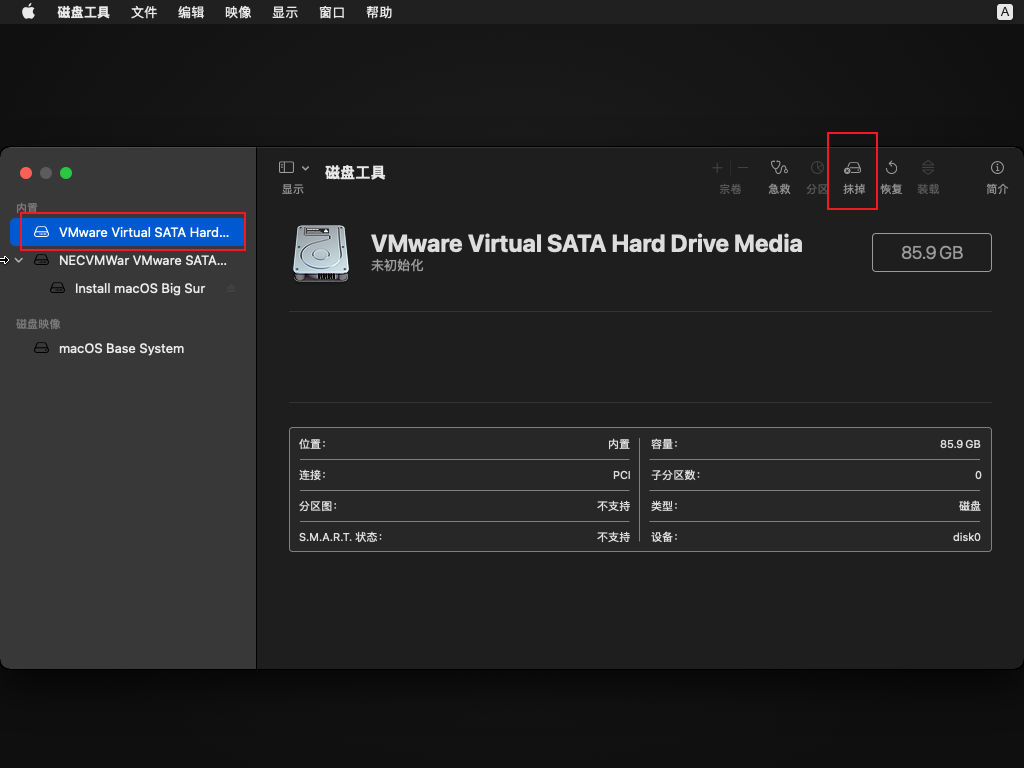 磁盘工具 文件 编辑 映像 显示 窗口 帮助 A
显示
磁盘工具
宗卷 急救 分区 抹掉 恢复 装载 简介
内置
VMware Virtual SATA Hard...
NECVMWar VMware SATA...
Install macOS Big Sur
磁盘映像
macOS Base System
VMware Virtual SATA Hard Drive Media
未初始化
85.9 GB
位置: 内置
容量: 85.9 GB
连接: PCI
子分区数: 0
分区图: 不支持
类型: 磁盘
S.M.A.R.T. 状态: 不支持
设备: disk0